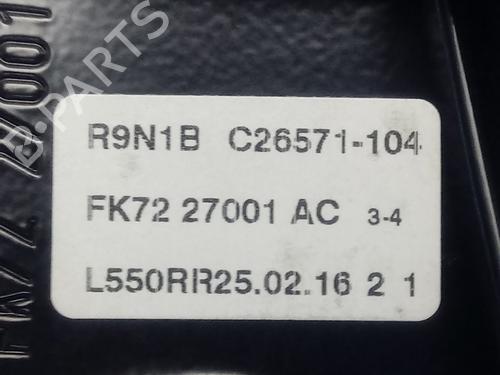 R9N1B C26571-104
FK72 27001 AC 3-4
L550RR25.02.16 2 1
B-PARTS